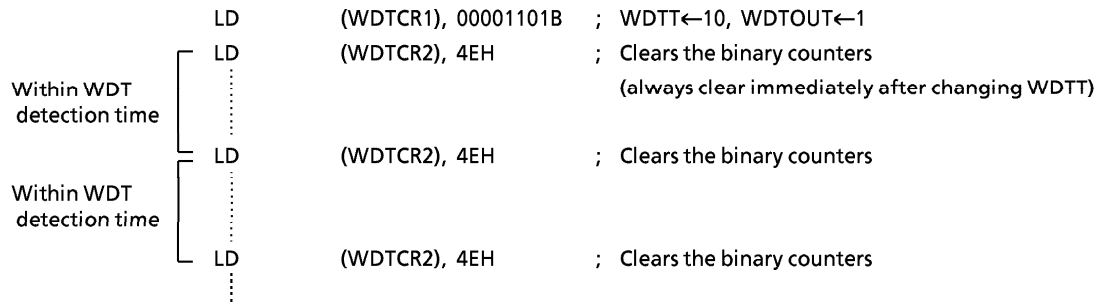 LD (WDTCR1), 00001101B ; WDTT←10, WDTOUT←1
LD (WDTCR2), 4EH ; Clears the binary counters
Within WDT (always clear immediately after changing WDTT)
detection time
LD (WDTCR2), 4EH ; Clears the binary counters
Within WDT
detection time
LD (WDTCR2), 4EH ; Clears the binary counters